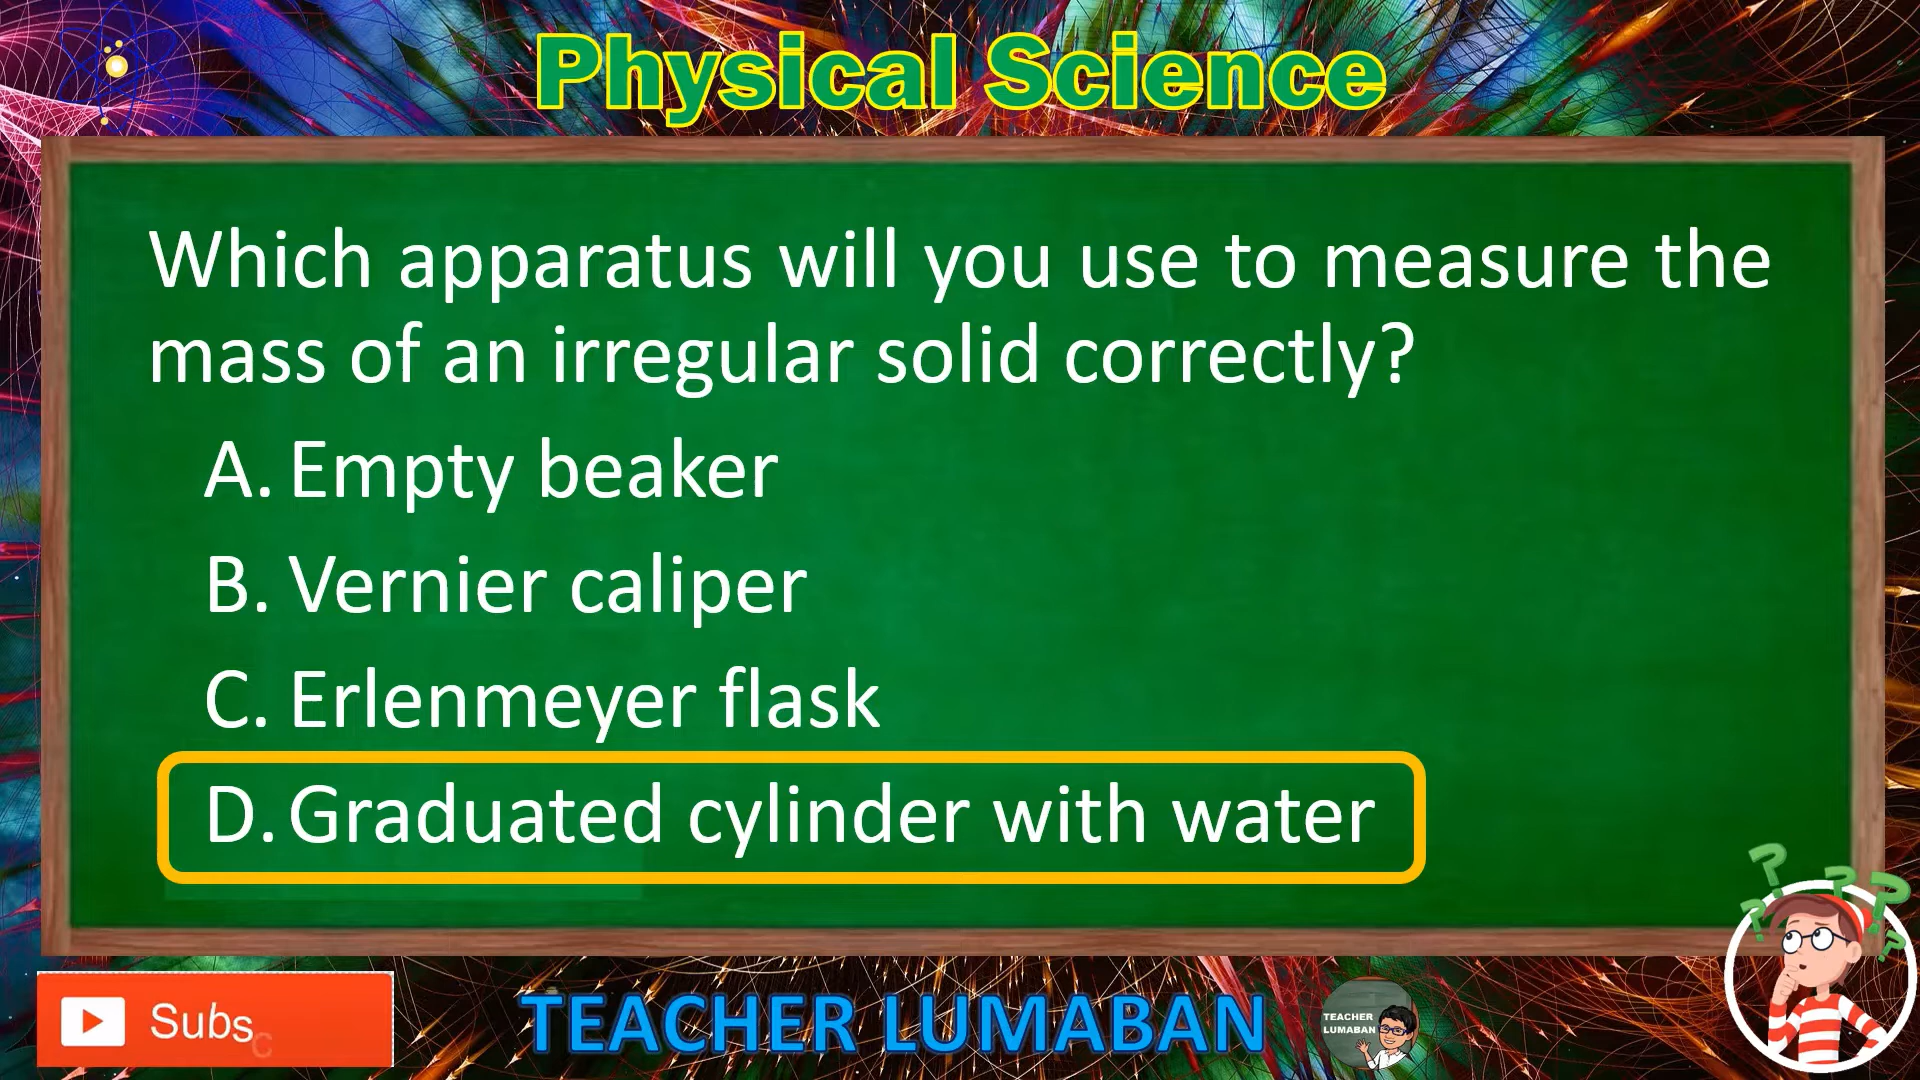 Physical Science
Which apparatus will you use to measure the
mass of an irregular solid correctly?
A. Empty beaker
B. Vernier caliper
C. Erlenmeyer flask
D. Graduated cylinder with water
? ? ? ? ?
Subsc
TEACHER LUMABAN
TEACHER
LUMABAN